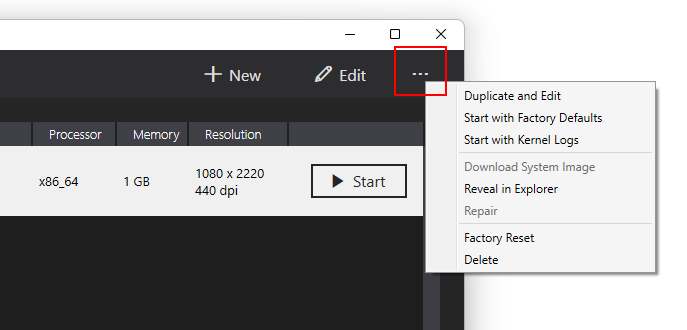 New Edit ...
Processor Memory Resolution
x86_64 1 GB 1080 x 2220
440 dpi
Start
Duplicate and Edit
Start with Factory Defaults
Start with Kernel Logs
Download System Image
Reveal in Explorer
Repair
Factory Reset
Delete